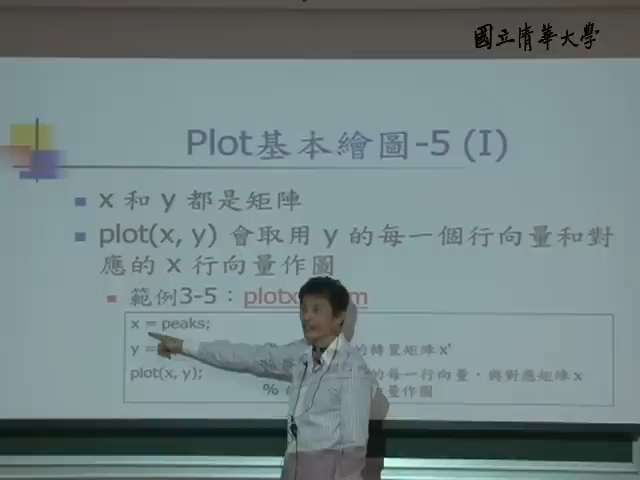 國立清華大學
Plot基本繪圖-5 (I)
x 和 y 都是矩陣
plot(x, y) 會取用 y 的每一個行向量和對
應的 x 行向量作圖
範例3-5：plotx
x = peaks;
y = 的轉置矩陣 x'
plot(x, y); 的每一行向量，與對應矩陣 x
% 量作圖